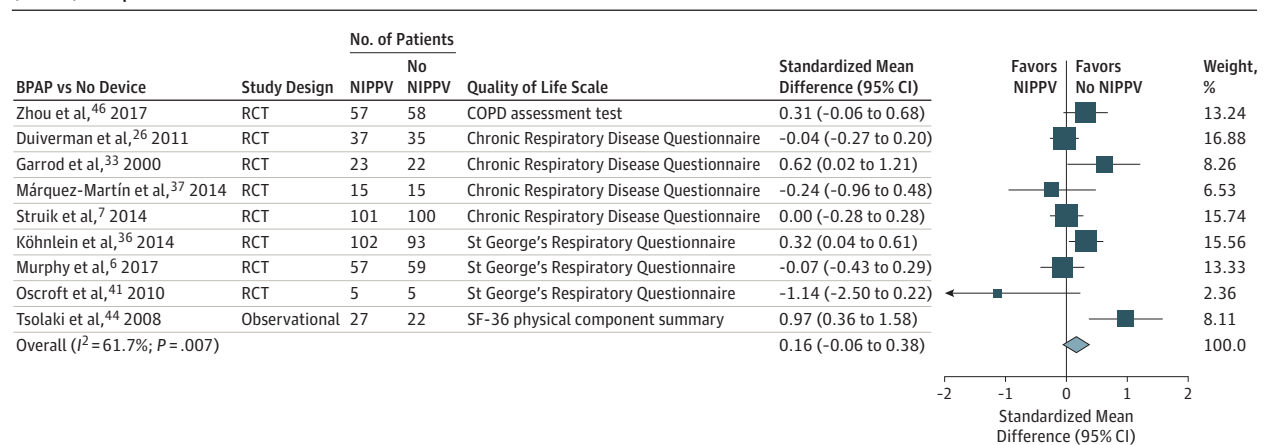 No. of Patients
BPAP vs No Device Study Design NIPPV No NIPPV Quality of Life Scale Standardized Mean Difference (95% CI) Favors NIPPV Favors No NIPPV Weight, %
Zhou et al,46 2017 RCT 57 58 COPD assessment test 0.31 (-0.06 to 0.68) 13.24
Duiverman et al,26 2011 RCT 37 35 Chronic Respiratory Disease Questionnaire -0.04 (-0.27 to 0.20) 16.88
Garrod et al,33 2000 RCT 23 22 Chronic Respiratory Disease Questionnaire 0.62 (0.02 to 1.21) 8.26
Márquez-Martín et al,37 2014 RCT 15 15 Chronic Respiratory Disease Questionnaire -0.24 (-0.96 to 0.48) 6.53
Struik et al,7 2014 RCT 101 100 Chronic Respiratory Disease Questionnaire 0.00 (-0.28 to 0.28) 15.74
Köhnlein et al,36 2014 RCT 102 93 St George's Respiratory Questionnaire 0.32 (0.04 to 0.61) 15.56
Murphy et al,6 2017 RCT 57 59 St George's Respiratory Questionnaire -0.07 (-0.43 to 0.29) 13.33
Oscroft et al,41 2010 RCT 5 5 St George's Respiratory Questionnaire -1.14 (-2.50 to 0.22) 2.36
Tsolaki et al,44 2008 Observational 27 22 SF-36 physical component summary 0.97 (0.36 to 1.58) 8.11
Overall (I2 = 61.7%; P = .007) 0.16 (-0.06 to 0.38) 100.0
-2 -1 0 1 2
Standardized Mean
Difference (95% CI)